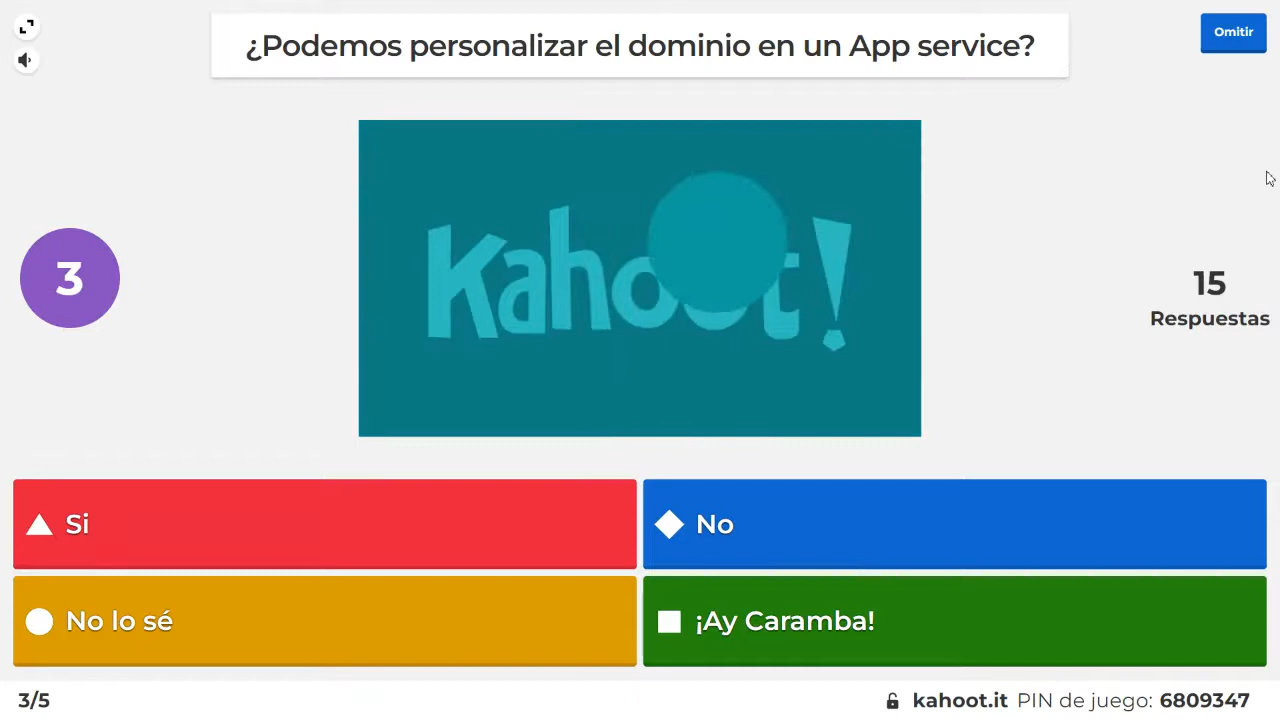 ¿Podemos personalizar el dominio en un App service?
Omitir
Kahoot!
3
15
Respuestas
Si
No
No lo sé
¡Ay Caramba!
3/5
kahoot.it PIN de juego: 6809347